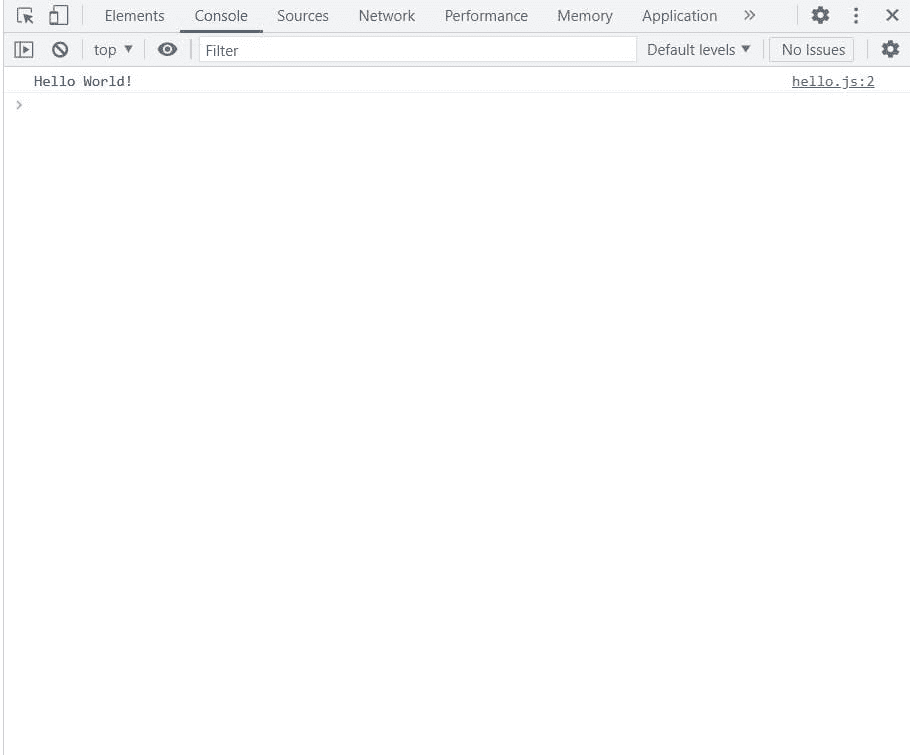 Elements Console Sources Network Performance Memory Application »
top ▼ Filter Default levels ▼ No Issues
Hello World! hello.js:2
>